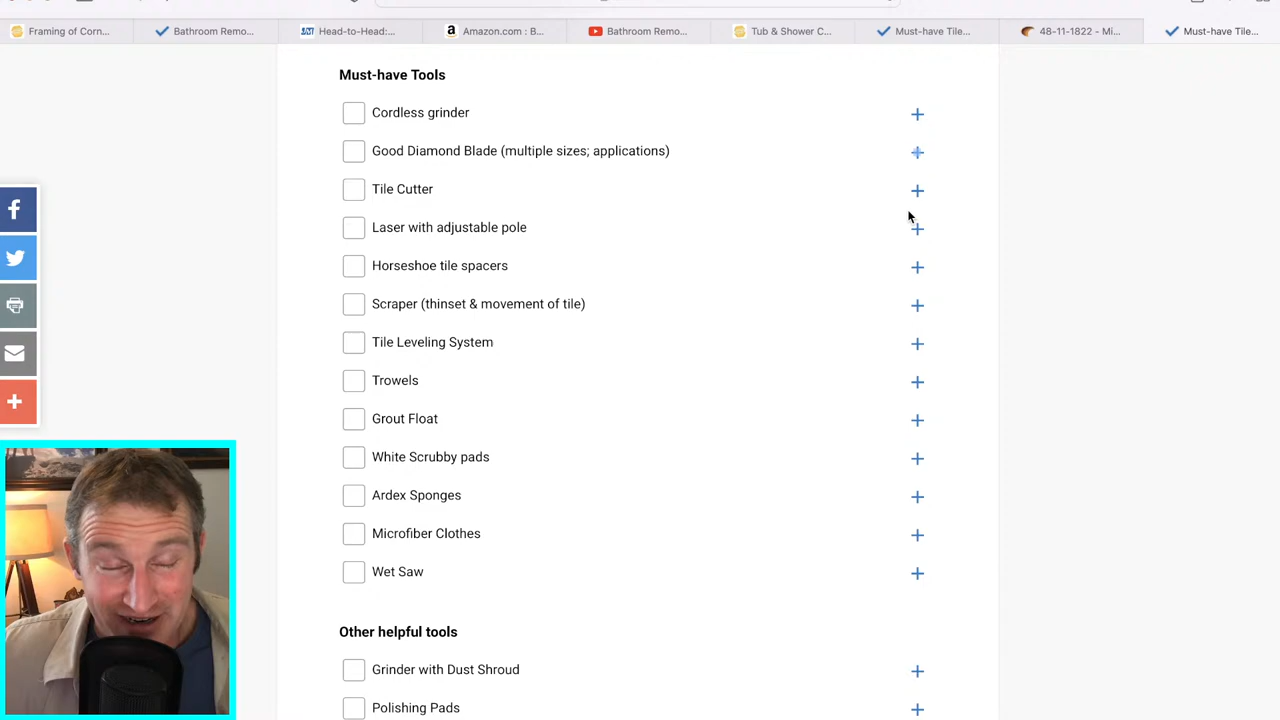 Framing of Corn...
Bathroom Remo...
Head-to-Head:...
Amazon.com : B...
Bathroom Remo...
Tub & Shower C...
Must-have Tile...
48-11-1822 - Mi...
Must-have Tile...
Must-have Tools
Cordless grinder
Good Diamond Blade (multiple sizes; applications)
Tile Cutter
Laser with adjustable pole
Horseshoe tile spacers
Scraper (thinset & movement of tile)
Tile Leveling System
Trowels
Grout Float
White Scrubby pads
Ardex Sponges
Microfiber Clothes
Wet Saw
Other helpful tools
Grinder with Dust Shroud
Polishing Pads